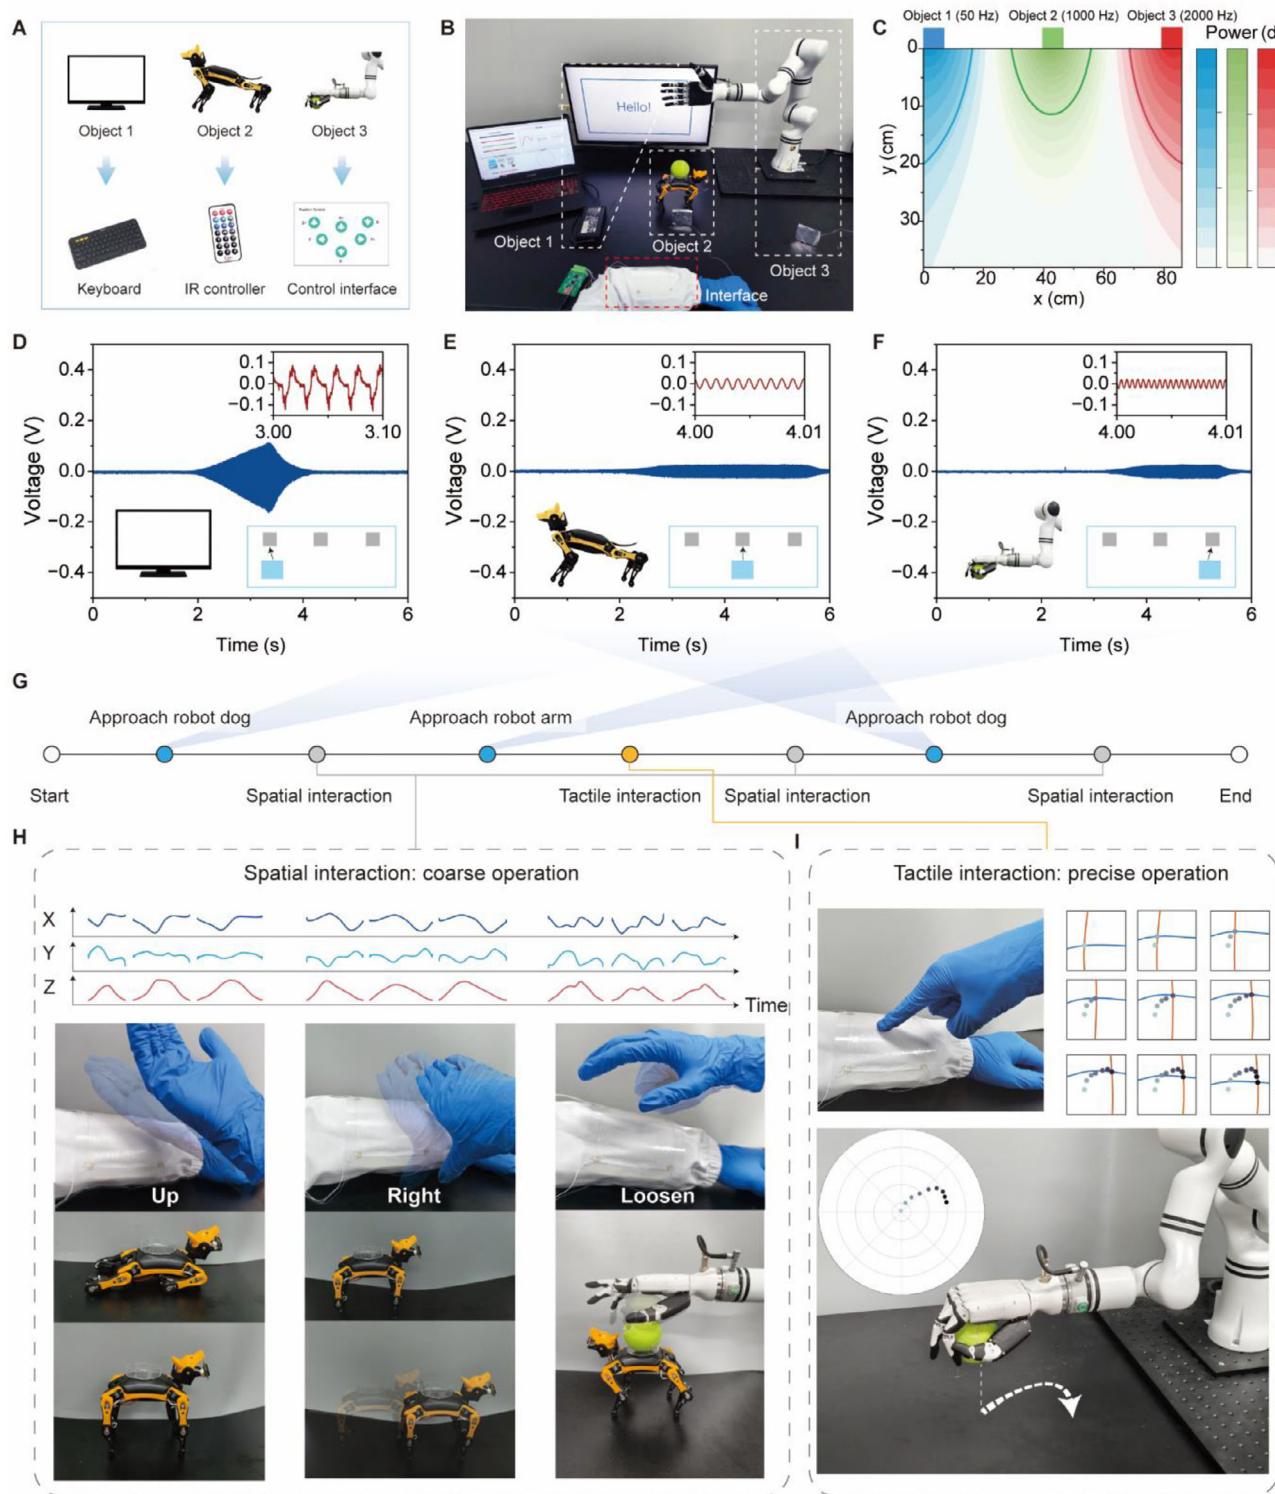 A
Object 1
Object 2
Object 3
Keyboard
IR controller
Control interface
B
Hello!
Object 1
Object 2
Object 3
Interface
C
Object 1 (50 Hz)
Object 2 (1000 Hz)
Object 3 (2000 Hz)
Power (d
0
10
20
30
y (cm)
0
20
40
60
80
x (cm)
D
Voltage (V)
0.4
0.2
0.0
−0.2
−0.4
0.1
0.0
−0.1
3.00
3.10
0
2
4
6
Time (s)
E
Voltage (V)
0.4
0.2
0.0
−0.2
−0.4
0.1
0.0
−0.1
4.00
4.01
0
2
4
6
Time (s)
F
Voltage (V)
0.4
0.2
0.0
−0.2
−0.4
0.1
0.0
−0.1
4.00
4.01
0
2
4
6
Time (s)
G
Approach robot dog
Approach robot arm
Approach robot dog
Start
Spatial interaction
Tactile interaction
Spatial interaction
Spatial interaction
End
H
Spatial interaction: coarse operation
X
Y
Z
Time
Up
Right
Loosen
I
Tactile interaction: precise operation